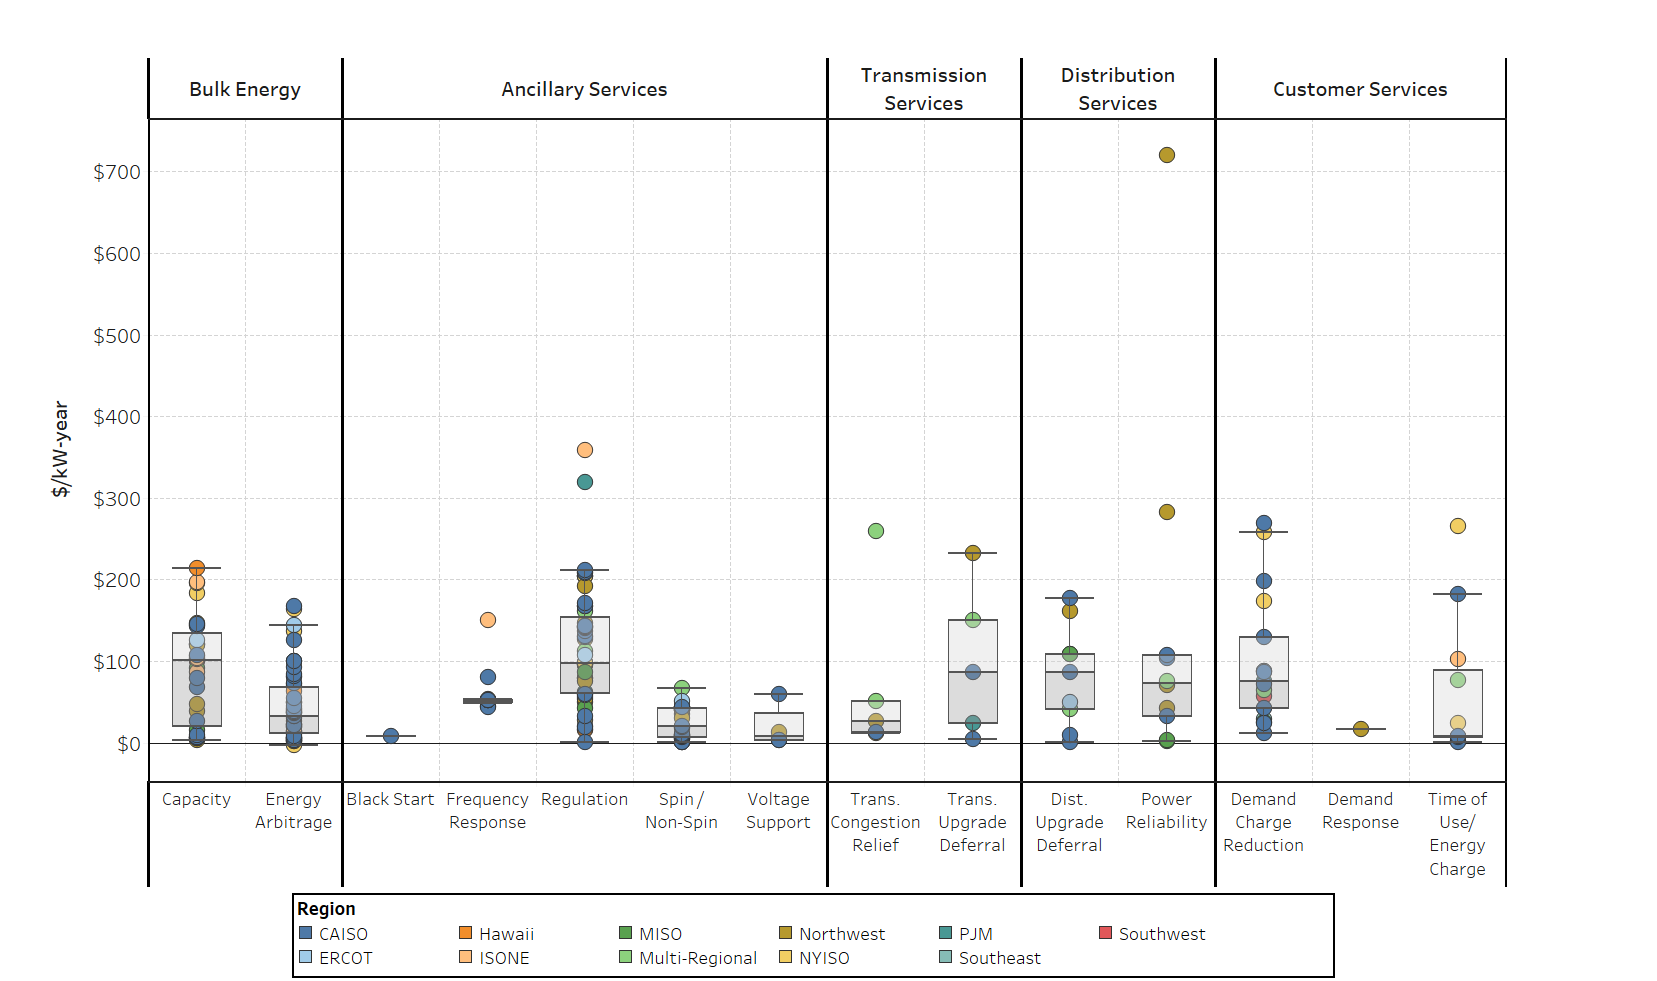 Bulk Energy
Ancillary Services
Transmission
Services
Distribution
Services
Customer Services
$/kW-year
$700
$600
$500
$400
$300
$200
$100
$0
Capacity
Energy
Arbitrage
Black Start
Frequency
Response
Regulation
Spin /
Non-Spin
Voltage
Support
Trans.
Congestion
Relief
Trans.
Upgrade
Deferral
Dist.
Upgrade
Deferral
Power
Reliability
Demand
Charge
Reduction
Demand
Response
Time of
Use/
Energy
Charge
Region
CAISO
Hawaii
MISO
Northwest
PJM
Southwest
ERCOT
ISONE
Multi-Regional
NYISO
Southeast